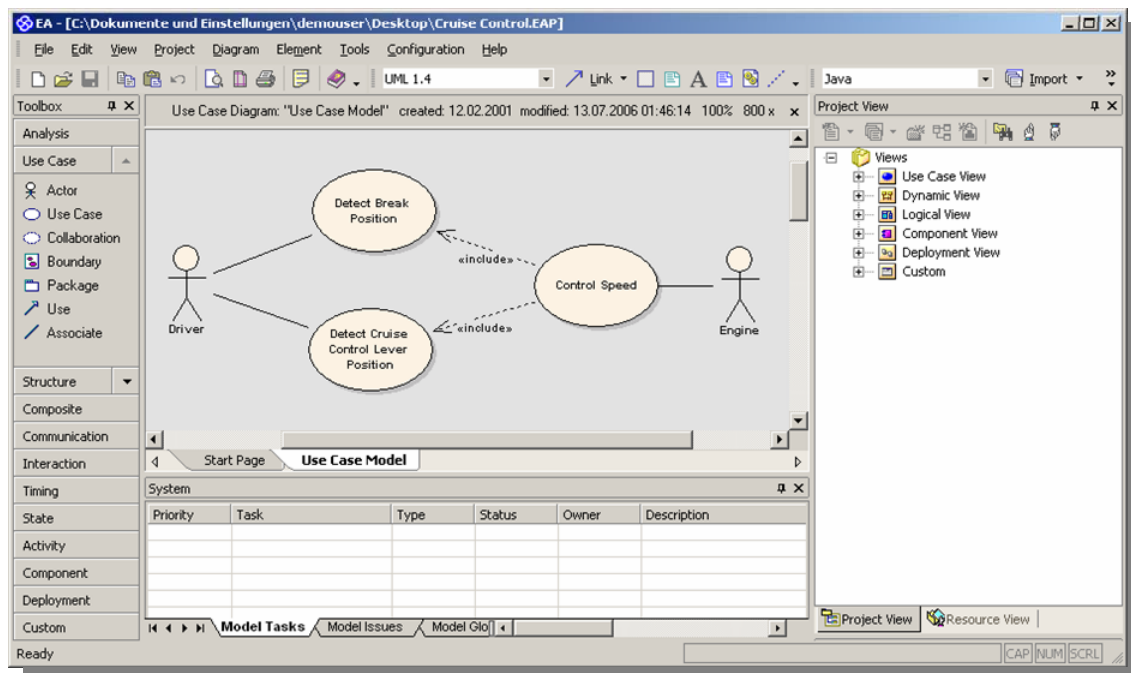 EA - [C:\Dokumente und Einstellungen\demouser\Desktop\Cruise Control.EAP]
File Edit View Project Diagram Element Tools Configuration Help
UML 1.4 Link Java Import
Toolbox
Analysis
Use Case
Actor
Use Case
Collaboration
Boundary
Package
Use
Associate
Structure
Composite
Communication
Interaction
Timing
State
Activity
Component
Deployment
Custom
Use Case Diagram: "Use Case Model" created: 12.02.2001 modified: 13.07.2006 01:46:14 100% 800 x
Detect Break
Position
«include»
Control Speed
Driver
Detect Cruise
Control Lever
Position
«include»
Engine
Start Page Use Case Model
System
Priority Task Type Status Owner Description
Model Tasks Model Issues Model Glo
Project View
Views
Use Case View
Dynamic View
Logical View
Component View
Deployment View
Custom
Project View Resource View
Ready
CAP NUM SCRL